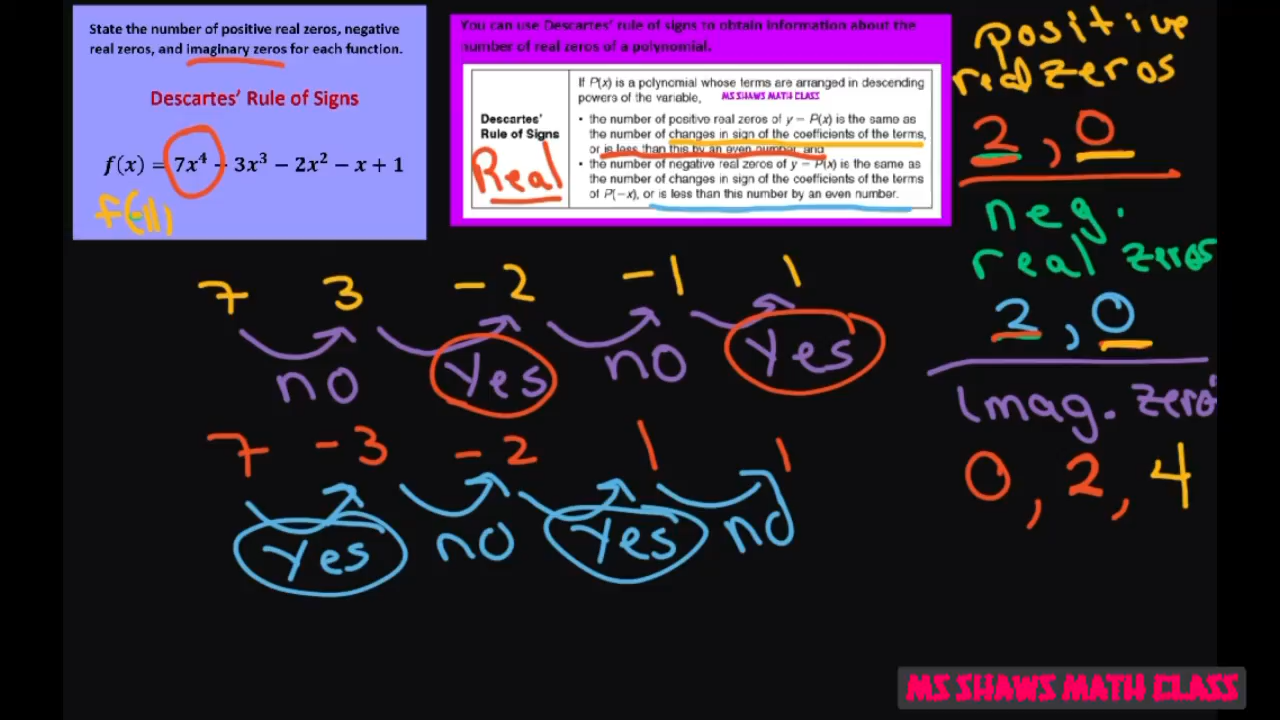 State the number of positive real zeros, negative
real zeros, and imaginary zeros for each function.
Descartes' Rule of Signs
f(x) = 7x⁴ + 3x³ − 2x² − x + 1
You can use Descartes' rule of signs to obtain information about the
number of real zeros of a polynomial.
Descartes'
Rule of Signs
Real
If P(x) is a polynomial whose terms are arranged in descending
powers of the variable, MS SHAWS MATH CLASS
• the number of positive real zeros of y = P(x) is the same as
the number of changes in sign of the coefficients of the terms,
or is less than this by an even number, and
• the number of negative real zeros of y = P(x) is the same as
the number of changes in sign of the coefficients of the terms
of P(−x), or is less than this number by an even number.
positive
real zeros
2, 0
neg.
real zeros
2, 0
Imag. zero
0, 2, 4
7 3 -2 -1 1
no yes no yes
7 -3 -2 1 1
yes no yes no
MS SHAWS MATH CLASS